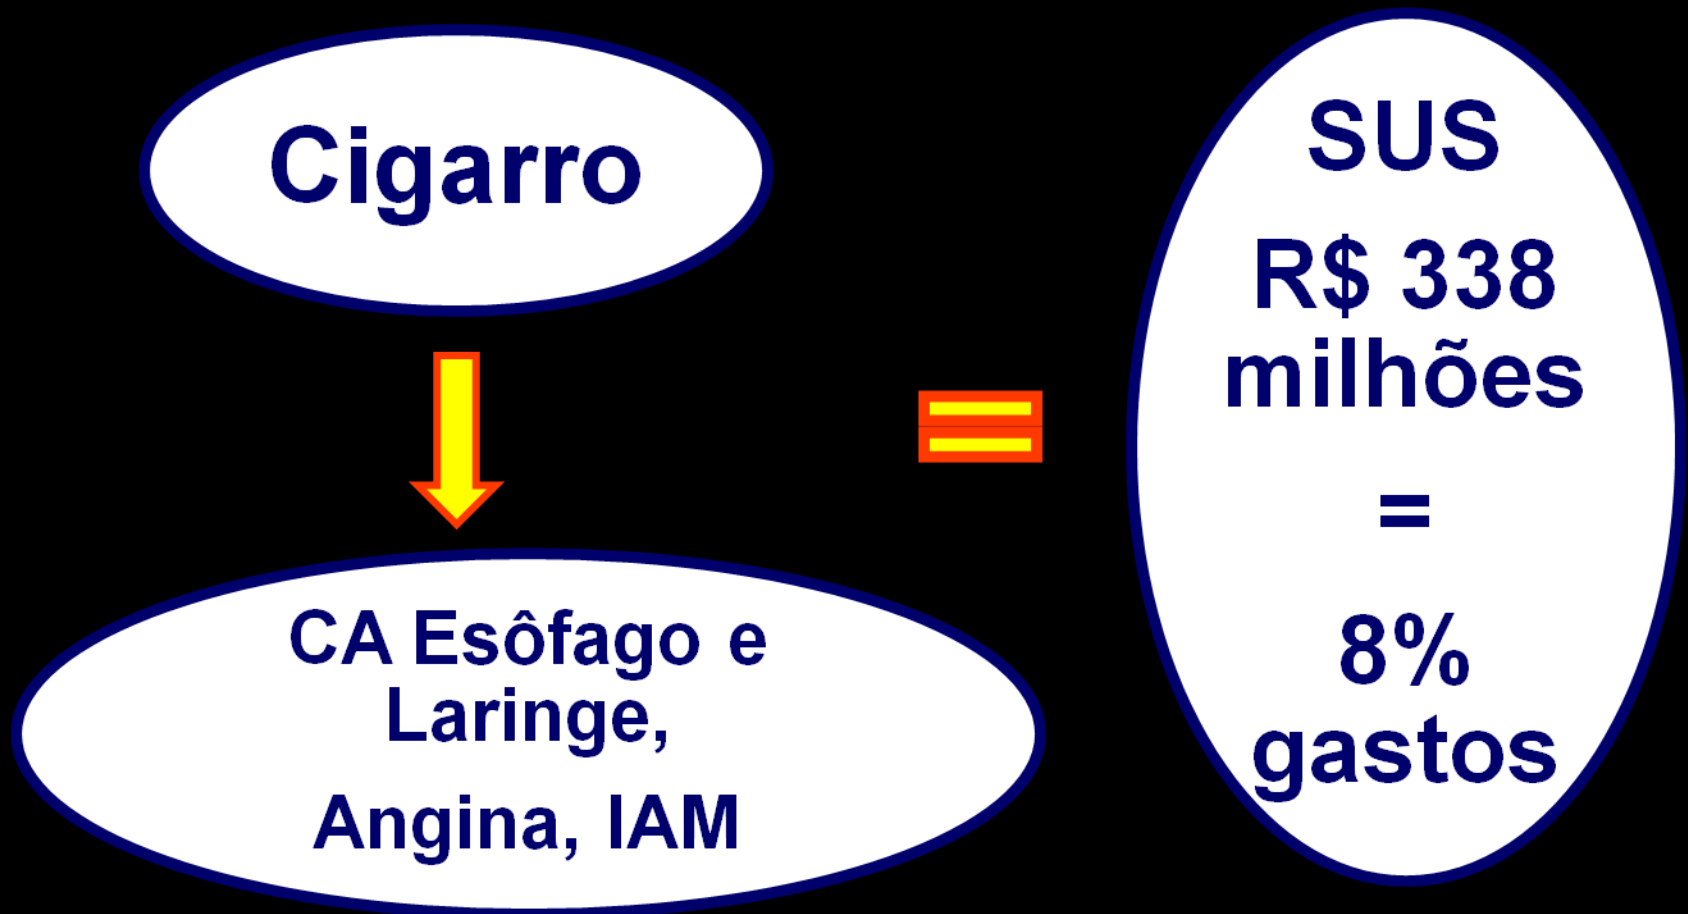 Cigarro
CA Esôfago e
Laringe,
Angina, IAM
=
SUS
R$ 338
milhões
=
8%
gastos